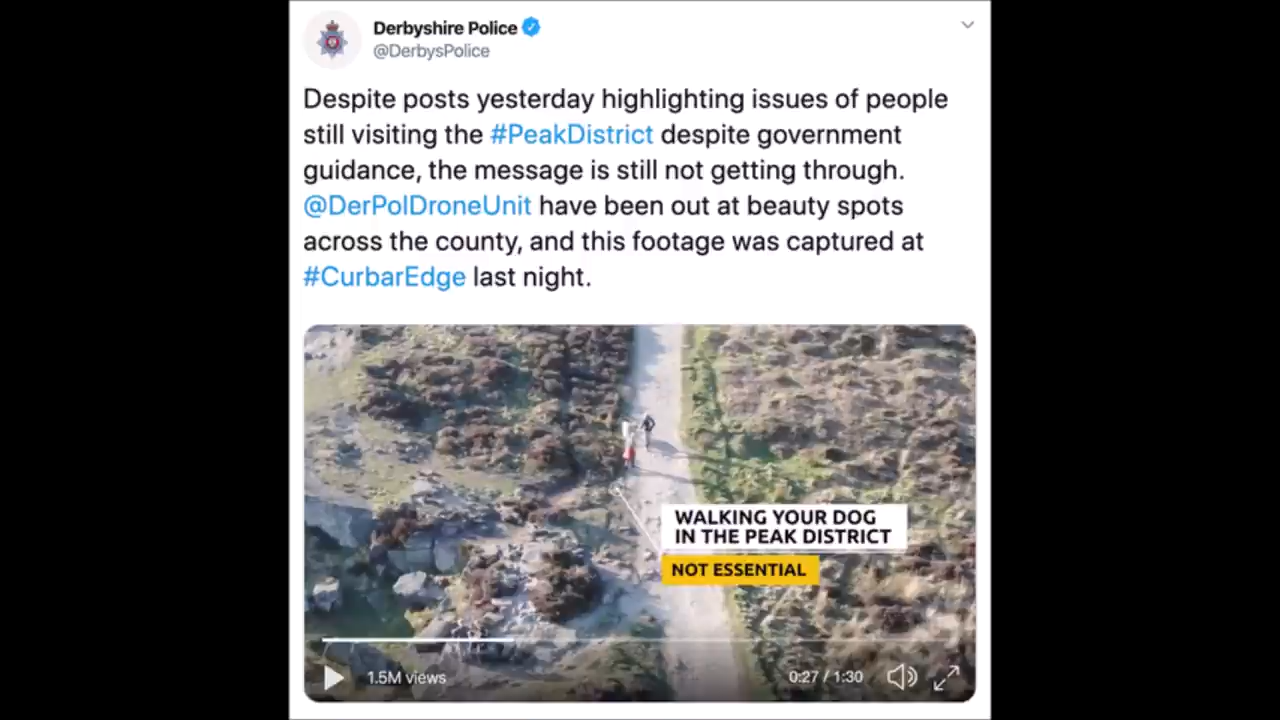 Derbyshire Police
@DerbysPolice
Despite posts yesterday highlighting issues of people
still visiting the #PeakDistrict despite government
guidance, the message is still not getting through.
@DerPolDroneUnit have been out at beauty spots
across the county, and this footage was captured at
#CurbarEdge last night.
WALKING YOUR DOG
IN THE PEAK DISTRICT
NOT ESSENTIAL
1.5M views
0:27 / 1:30